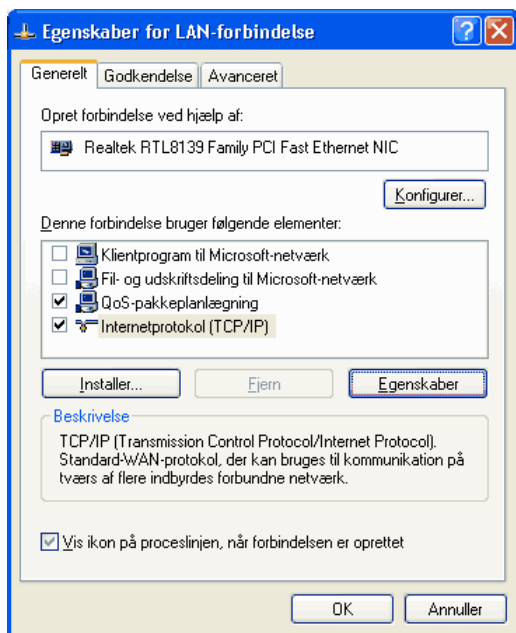 Egenskaber for LAN-forbindelse
Generelt Godkendelse Avanceret
Opret forbindelse ved hjælp af:
Realtek RTL8139 Family PCI Fast Ethernet NIC
Konfigurer...
Denne forbindelse bruger følgende elementer:
Klientprogram til Microsoft-netværk
Fil- og udskriftsdeling til Microsoft-netværk
QoS-pakkeplanlægning
Internetprotokol (TCP/IP)
Installer... Fjern Egenskaber
Beskrivelse
TCP/IP (Transmission Control Protocol/Internet Protocol).
Standard-WAN-protokol, der kan bruges til kommunikation på
tværs af flere indbyrdes forbundne netværk.
Vis ikon på proceslinjen, når forbindelsen er oprettet
OK Annuller